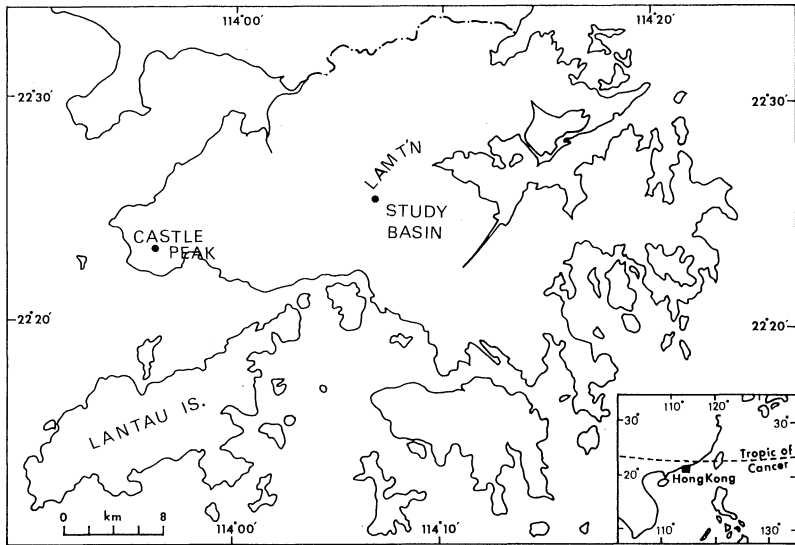 114°00'
114°20'
22°30'
22°30'
LAM T'N
STUDY
BASIN
CASTLE
PEAK
22°20'
22°20'
LANTAU IS.
0 km 8
114°00'
114°10'
110° 120°
30°
30°
Tropic of
Cancer
20°
Hong Kong
110°
130°